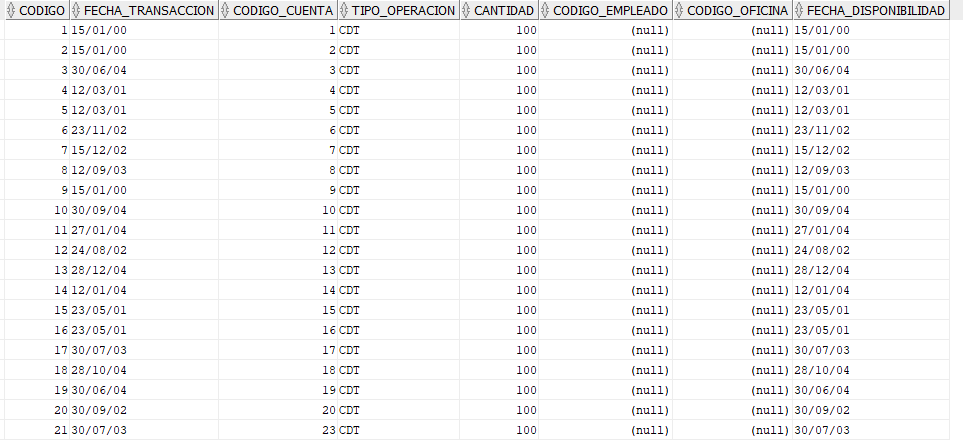 CODIGO FECHA_TRANSACCION CODIGO_CUENTA TIPO_OPERACION CANTIDAD CODIGO_EMPLEADO CODIGO_OFICINA FECHA_DISPONIBILIDAD
1 15/01/00 1 CDT 100 (null) (null) 15/01/00
2 15/01/00 2 CDT 100 (null) (null) 15/01/00
3 30/06/04 3 CDT 100 (null) (null) 30/06/04
4 12/03/01 4 CDT 100 (null) (null) 12/03/01
5 12/03/01 5 CDT 100 (null) (null) 12/03/01
6 23/11/02 6 CDT 100 (null) (null) 23/11/02
7 15/12/02 7 CDT 100 (null) (null) 15/12/02
8 12/09/03 8 CDT 100 (null) (null) 12/09/03
9 15/01/00 9 CDT 100 (null) (null) 15/01/00
10 30/09/04 10 CDT 100 (null) (null) 30/09/04
11 27/01/04 11 CDT 100 (null) (null) 27/01/04
12 24/08/02 12 CDT 100 (null) (null) 24/08/02
13 28/12/04 13 CDT 100 (null) (null) 28/12/04
14 12/01/04 14 CDT 100 (null) (null) 12/01/04
15 23/05/01 15 CDT 100 (null) (null) 23/05/01
16 23/05/01 16 CDT 100 (null) (null) 23/05/01
17 30/07/03 17 CDT 100 (null) (null) 30/07/03
18 28/10/04 18 CDT 100 (null) (null) 28/10/04
19 30/06/04 19 CDT 100 (null) (null) 30/06/04
20 30/09/02 20 CDT 100 (null) (null) 30/09/02
21 30/07/03 23 CDT 100 (null) (null) 30/07/03